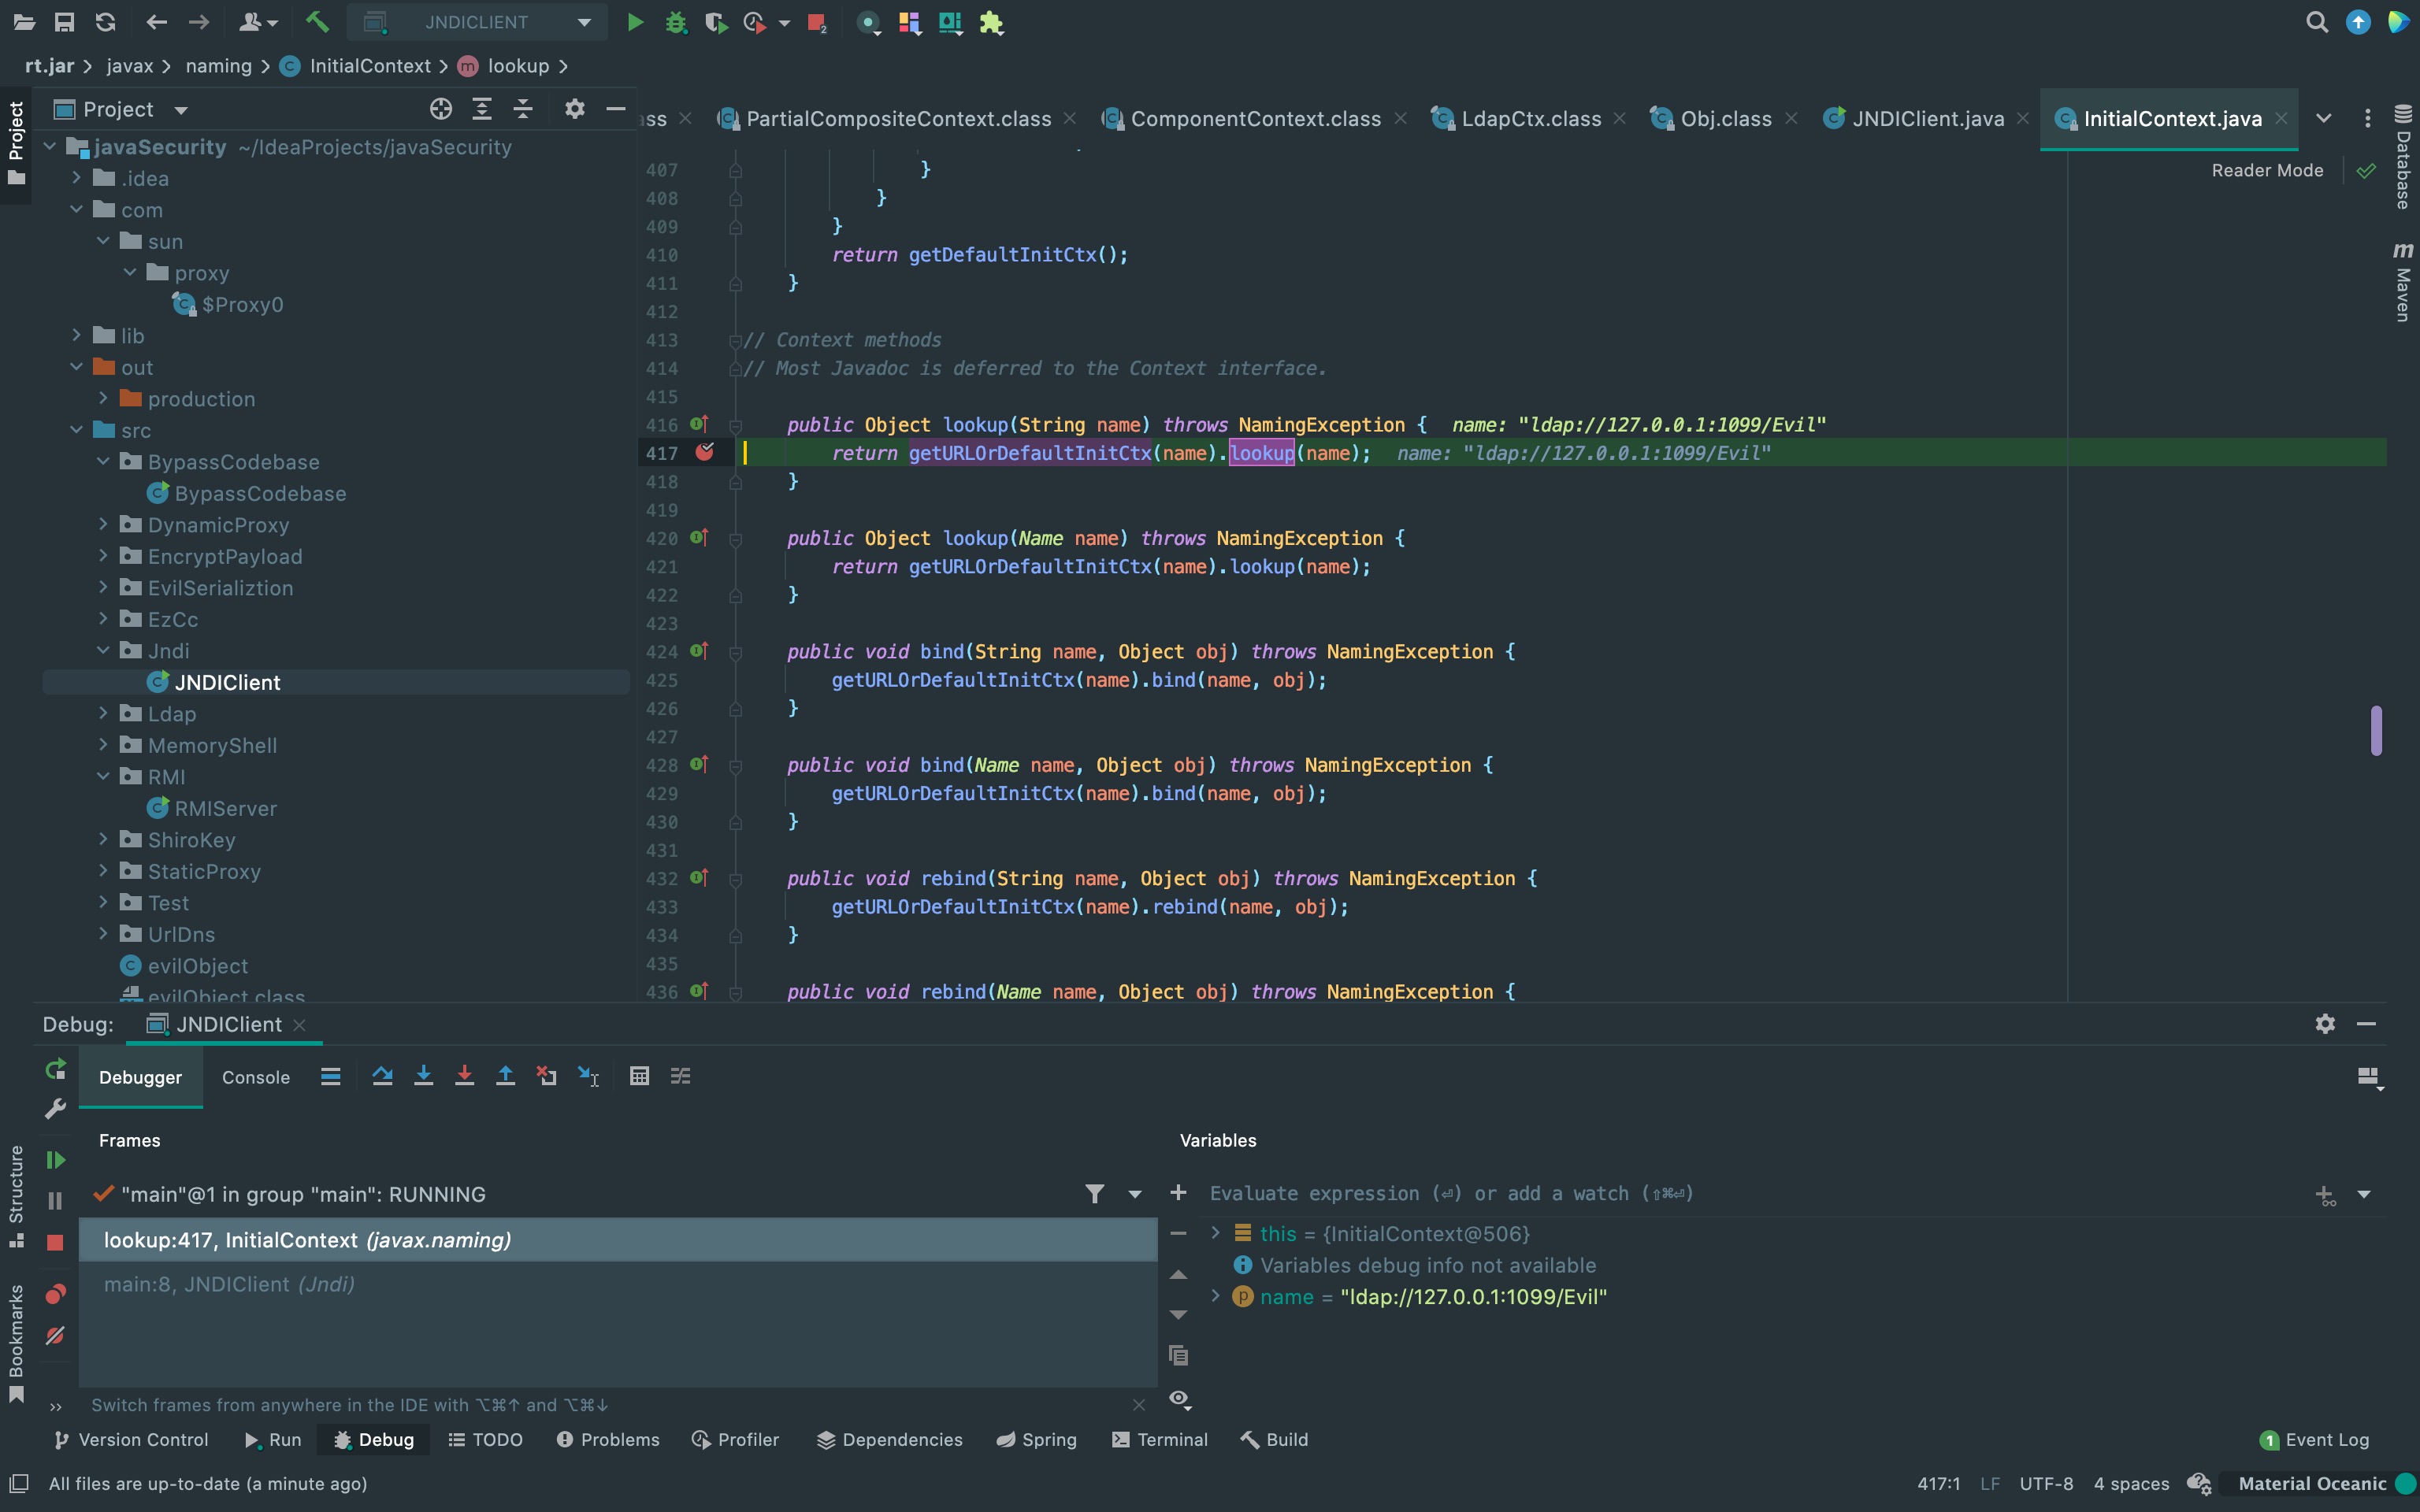 JNDICLIENT
rt.jar > javax > naming > InitialContext > lookup >
Project
ass PartialCompositeContext.class ComponentContext.class LdapCtx.class Obj.class JNDIClient.java InitialContext.java
Reader Mode
Project
Database
Maven
javaSecurity ~/IdeaProjects/javaSecurity
.idea
com
sun
proxy
$Proxy0
lib
out
production
src
BypassCodebase
BypassCodebase
DynamicProxy
EncryptPayload
EvilSerializtion
EzCc
Jndi
JNDIClient
Ldap
MemoryShell
RMI
RMIServer
ShiroKey
StaticProxy
Test
UrlDns
evilObject
evilObject.class
407 }
408 }
409 }
410 return getDefaultInitCtx();
411 }
412
413 // Context methods
414 // Most Javadoc is deferred to the Context interface.
415
416 public Object lookup(String name) throws NamingException { name: "ldap://127.0.0.1:1099/Evil"
417 return getURLOrDefaultInitCtx(name).lookup(name); name: "ldap://127.0.0.1:1099/Evil"
418 }
419
420 public Object lookup(Name name) throws NamingException {
421 return getURLOrDefaultInitCtx(name).lookup(name);
422 }
423
424 public void bind(String name, Object obj) throws NamingException {
425 getURLOrDefaultInitCtx(name).bind(name, obj);
426 }
427
428 public void bind(Name name, Object obj) throws NamingException {
429 getURLOrDefaultInitCtx(name).bind(name, obj);
430 }
431
432 public void rebind(String name, Object obj) throws NamingException {
433 getURLOrDefaultInitCtx(name).rebind(name, obj);
434 }
435
436 public void rebind(Name name, Object obj) throws NamingException {
Debug: JNDIClient
Debugger Console
Frames
Variables
"main"@1 in group "main": RUNNING
lookup:417, InitialContext (javax.naming)
main:8, JNDIClient (Jndi)
Evaluate expression (⏎) or add a watch (⇧⌘⏎)
this = {InitialContext@506}
Variables debug info not available
name = "ldap://127.0.0.1:1099/Evil"
Structure
Bookmarks
Switch frames from anywhere in the IDE with ⌥⌘↑ and ⌥⌘↓
Version Control Run Debug TODO Problems Profiler Dependencies Spring Terminal Build 1 Event Log
All files are up-to-date (a minute ago) 417:1 LF UTF-8 4 spaces Material Oceanic